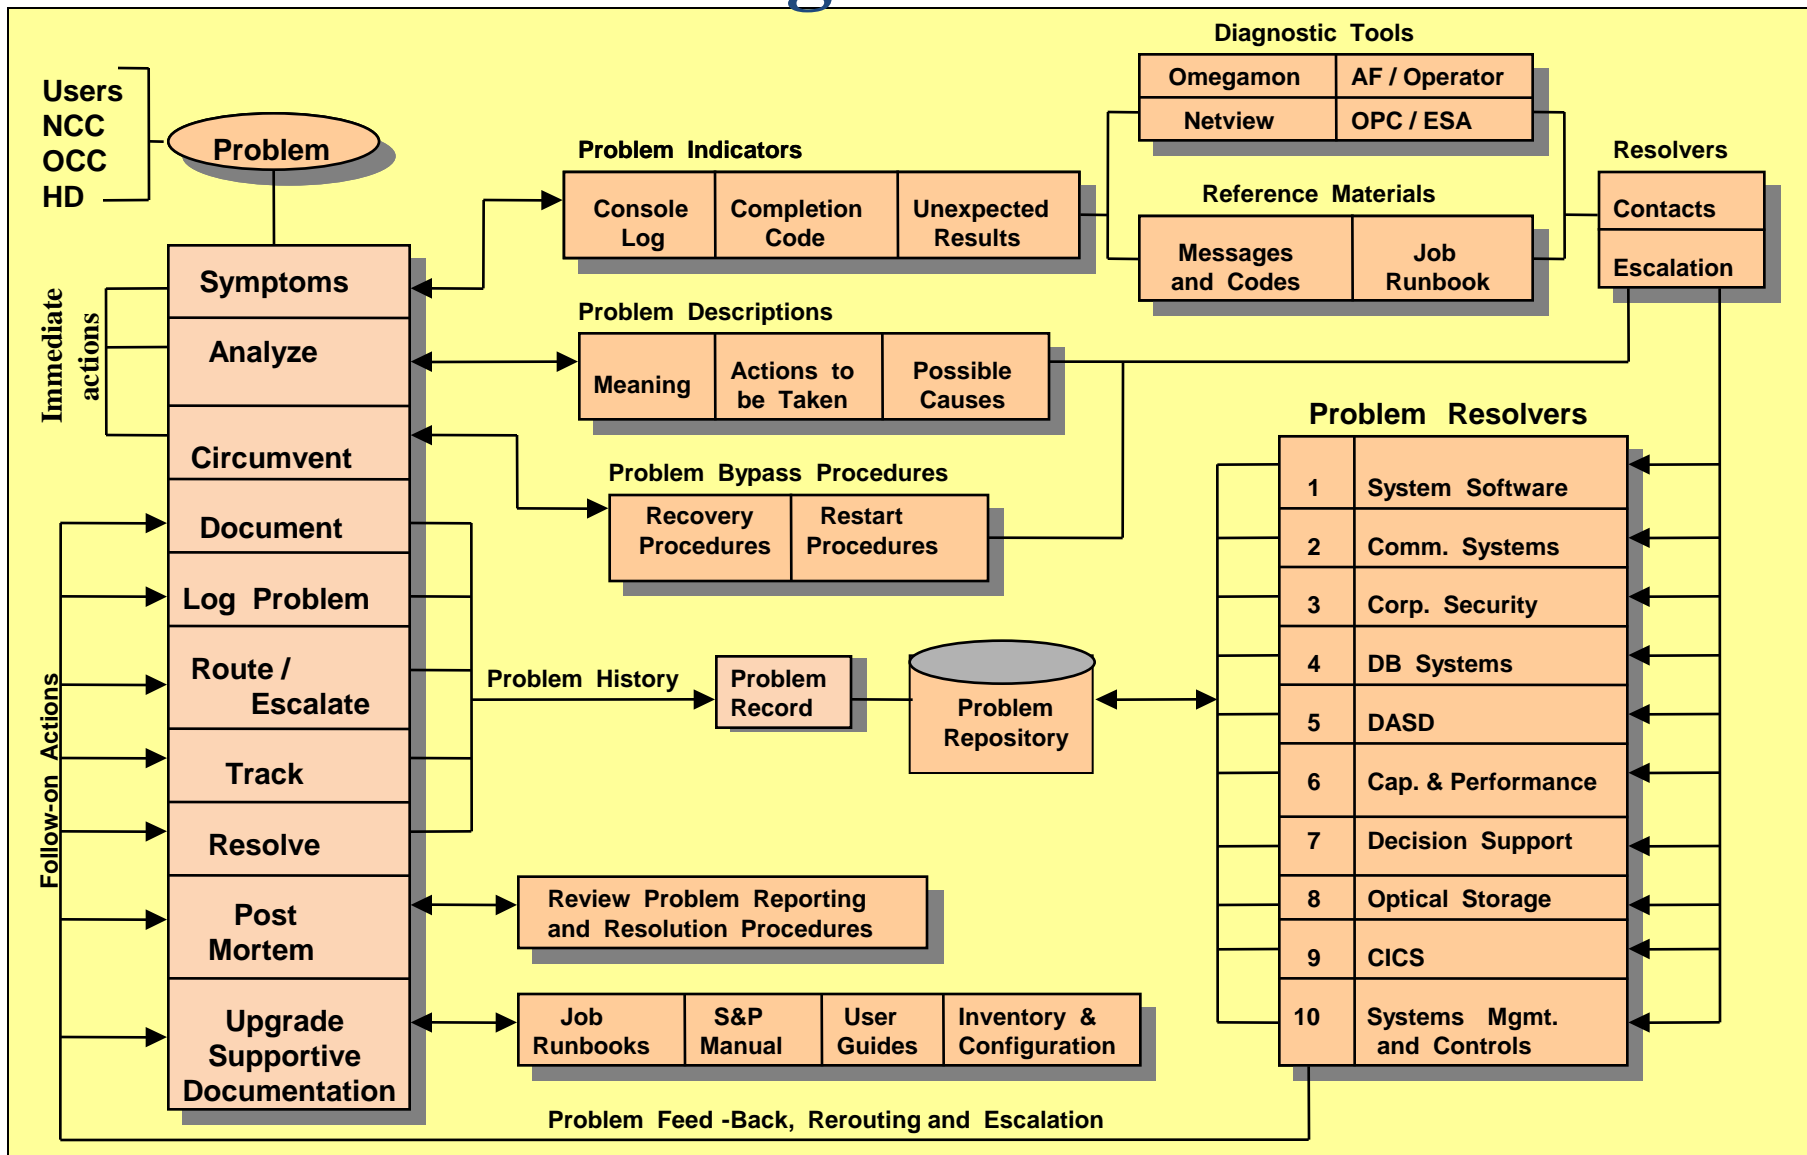 Users
NCC
OCC
HD
Problem
Immediate
actions
Symptoms
Analyze
Circumvent
Document
Log Problem
Route /
Escalate
Track
Resolve
Post
Mortem
Upgrade
Supportive
Documentation
Follow-on Actions
Problem Indicators
Console
Log
Completion
Code
Unexpected
Results
Problem Descriptions
Meaning
Actions to
be Taken
Possible
Causes
Problem Bypass Procedures
Recovery
Procedures
Restart
Procedures
Diagnostic Tools
Omegamon
AF / Operator
Netview
OPC / ESA
Reference Materials
Messages
and Codes
Job
Runbook
Resolvers
Contacts
Escalation
Problem History
Problem
Record
Problem
Repository
Problem Resolvers
1 System Software
2 Comm. Systems
3 Corp. Security
4 DB Systems
5 DASD
6 Cap. & Performance
7 Decision Support
8 Optical Storage
9 CICS
10 Systems Mgmt.
and Controls
Review Problem Reporting
and Resolution Procedures
Job
Runbooks
S&P
Manual
User
Guides
Inventory &
Configuration
Problem Feed -Back, Rerouting and Escalation